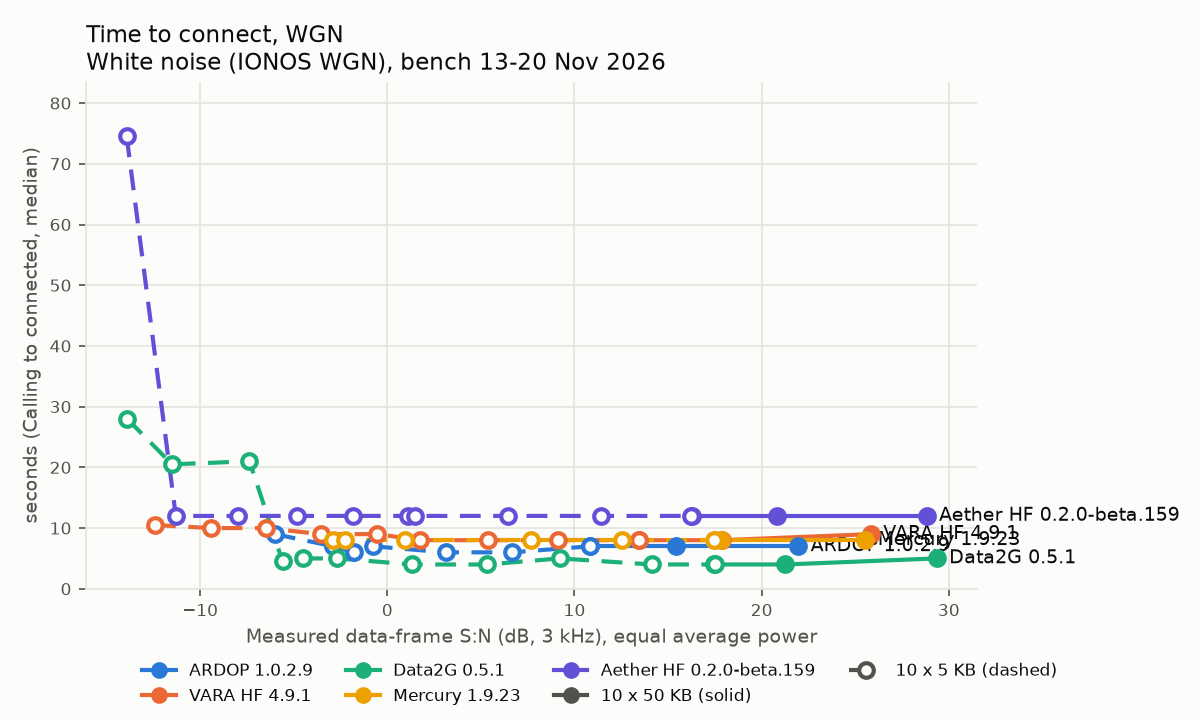 Time to connect, WGN
White noise (IONOS WGN), bench 13-20 Nov 2026
seconds (Calling to connected, median)
80
70
60
50
40
30
20
10
0
−10
0
10
20
30
Aether HF 0.2.0-beta.159
VARA HF 4.9.1
Mercury 1.9.23
ARDOP 1.0.2.9
Data2G 0.5.1
Measured data-frame S:N (dB, 3 kHz), equal average power
ARDOP 1.0.2.9
Data2G 0.5.1
Aether HF 0.2.0-beta.159
10 x 5 KB (dashed)
VARA HF 4.9.1
Mercury 1.9.23
10 x 50 KB (solid)